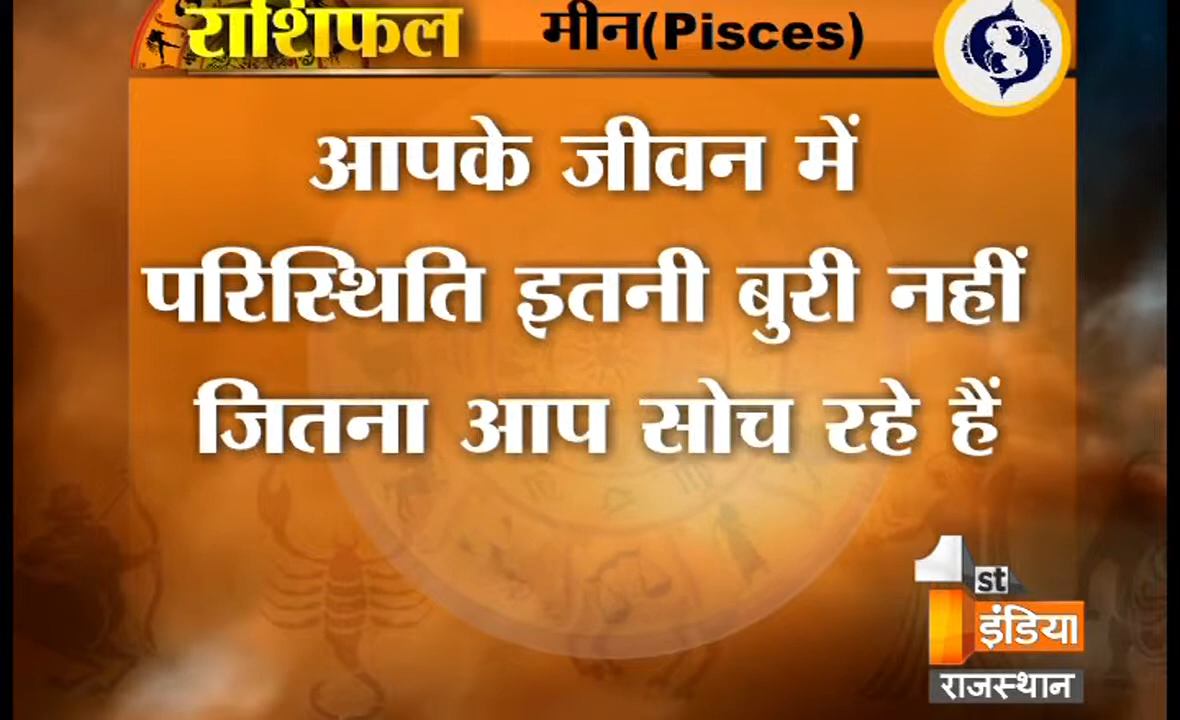 राशिफल
मीन(Pisces)
आपके जीवन में
परिस्थिति इतनी बुरी नहीं
जितना आप सोच रहे हैं
1st
इंडिया
राजस्थान